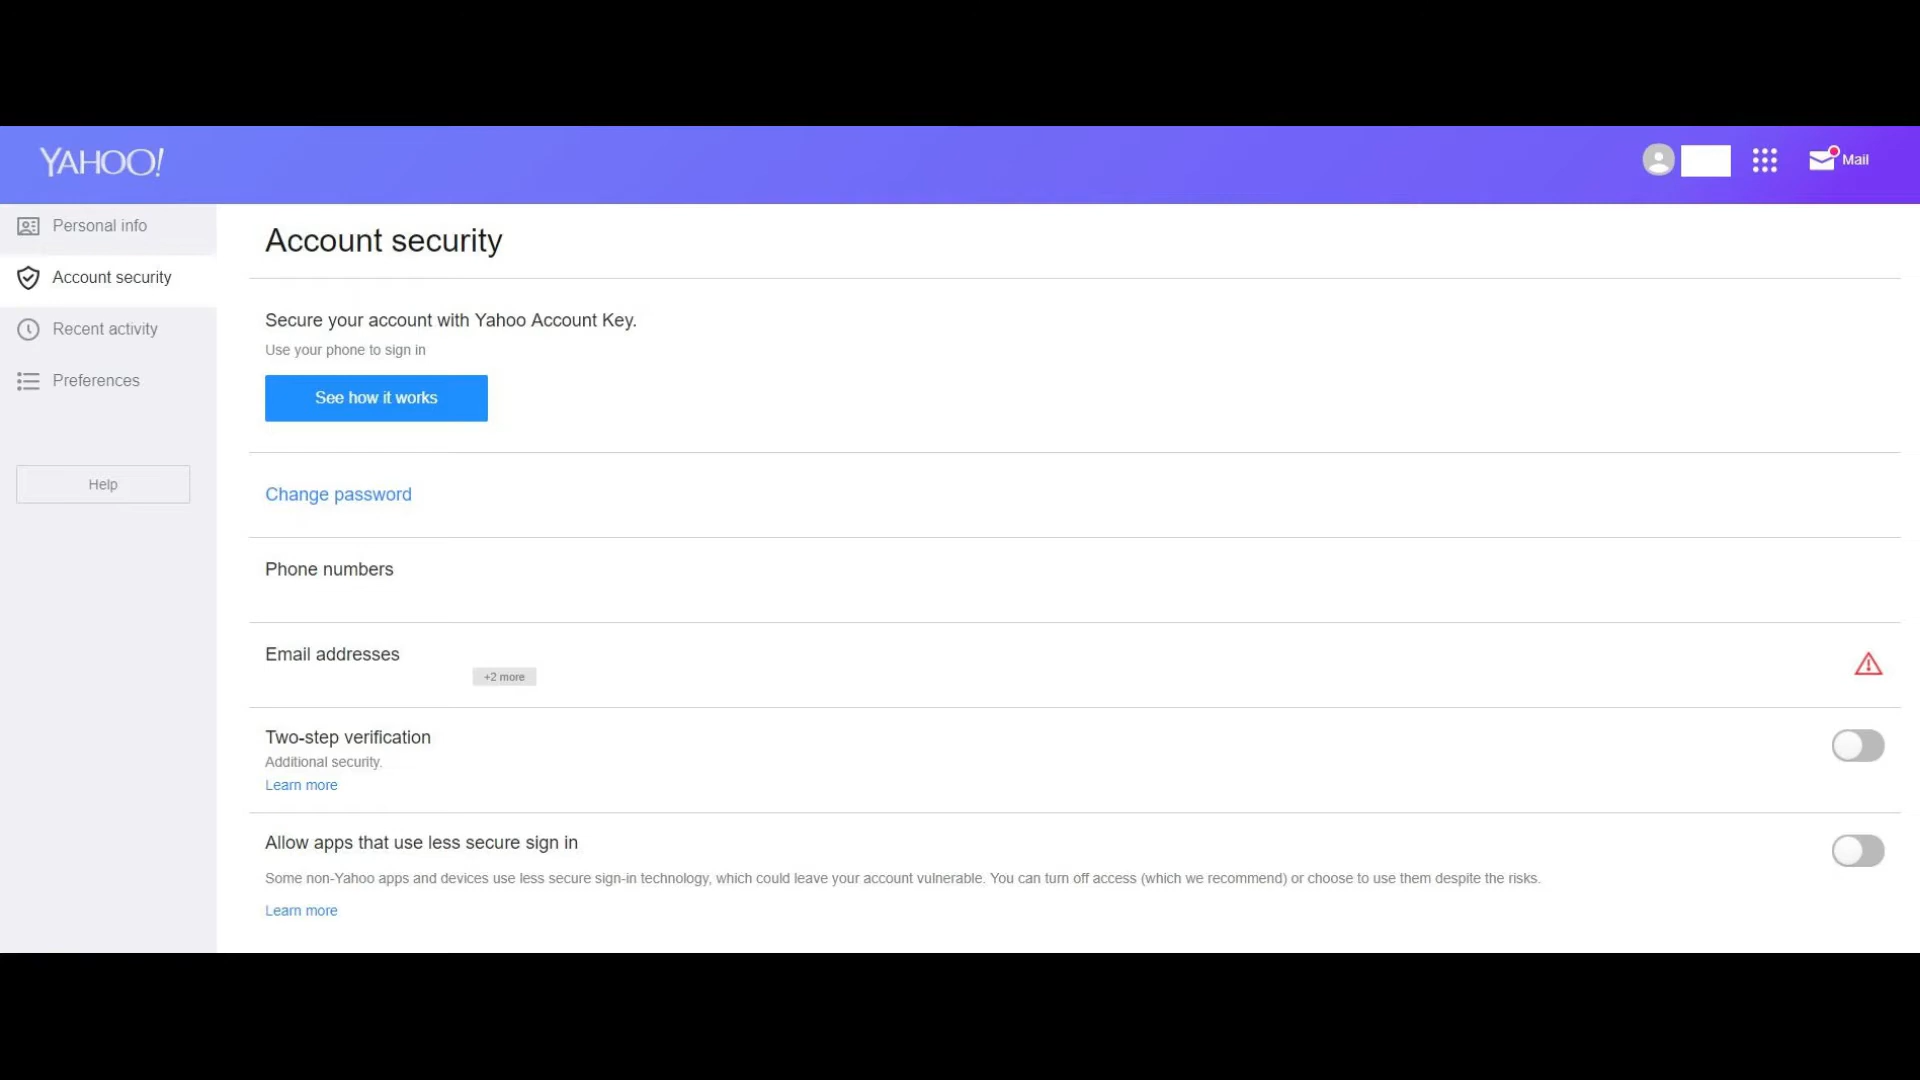 YAHOO!
Mail
Personal info
Account security
Recent activity
Preferences
Help
Account security
Secure your account with Yahoo Account Key.
Use your phone to sign in
See how it works
Change password
Phone numbers
Email addresses
+2 more
Two-step verification
Additional security.
Learn more
Allow apps that use less secure sign in
Some non-Yahoo apps and devices use less secure sign-in technology, which could leave your account vulnerable. You can turn off access (which we recommend) or choose to use them despite the risks.
Learn more